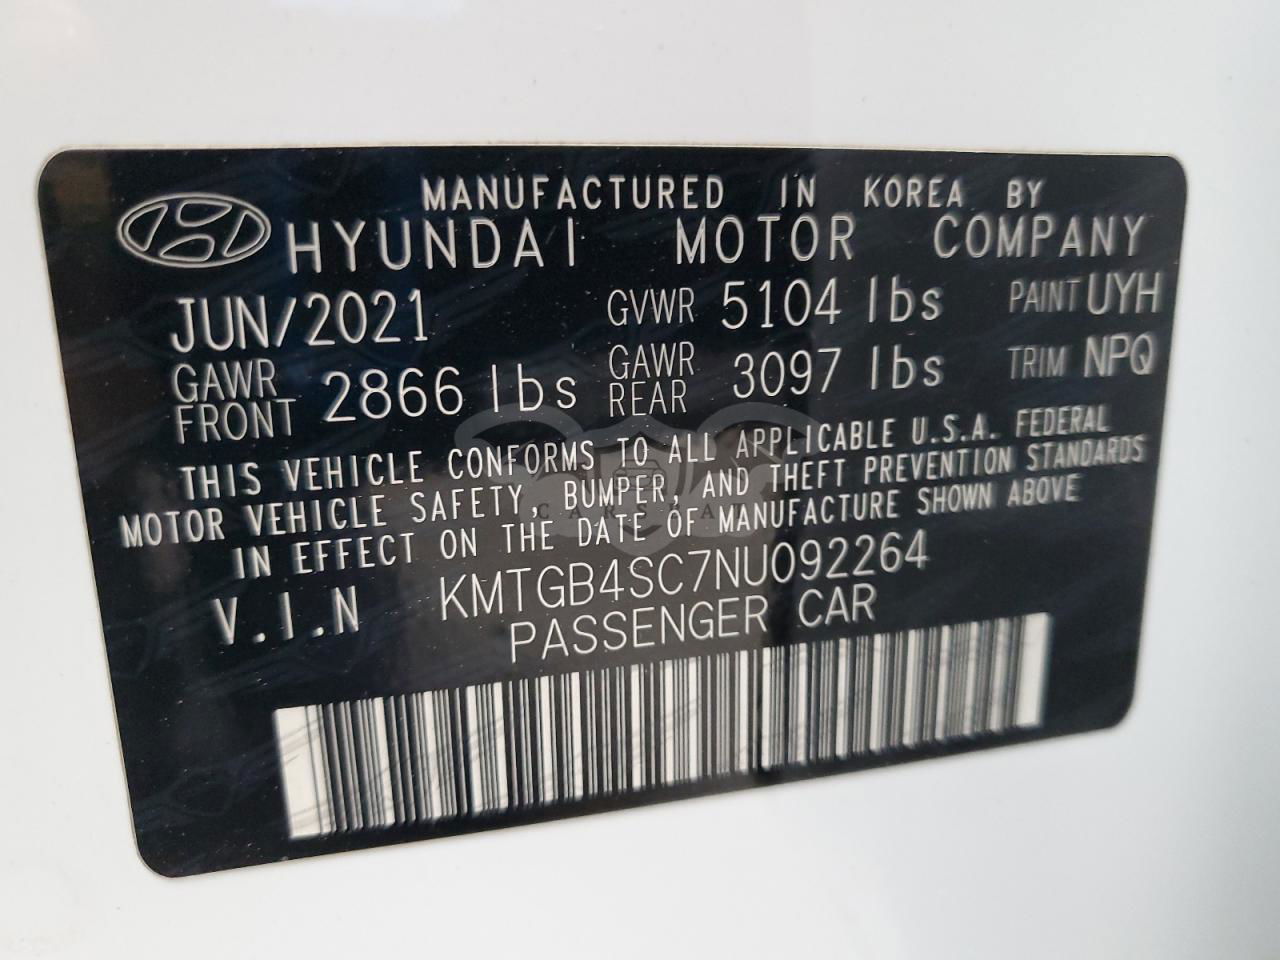 MANUFACTURED IN KOREA BY
HYUNDAI MOTOR COMPANY
JUN/2021 GVWR 5104 lbs PAINT UYH
GAWR FRONT 2866 lbs GAWR REAR 3097 lbs TRIM NPQ
THIS VEHICLE CONFORMS TO ALL APPLICABLE U.S.A. FEDERAL
MOTOR VEHICLE SAFETY, BUMPER, AND THEFT PREVENTION STANDARDS
IN EFFECT ON THE DATE OF MANUFACTURE SHOWN ABOVE
V.I.N KMTGB4SC7NU092264
PASSENGER CAR